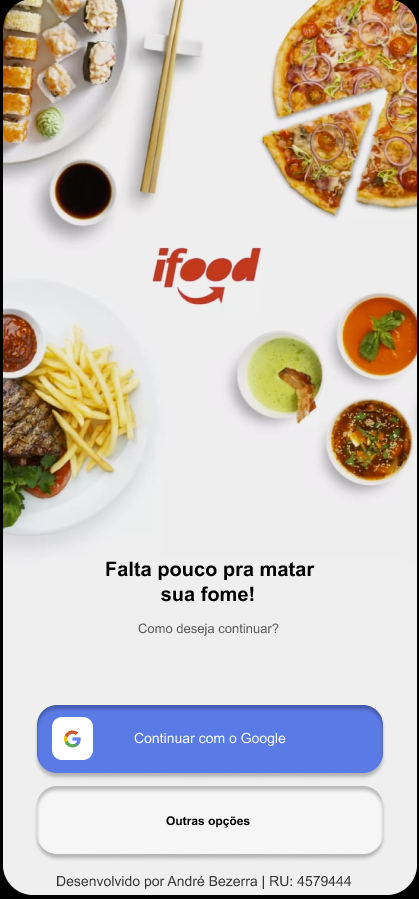 ifood
Falta pouco pra matar
sua fome!
Como deseja continuar?
Continuar com o Google
Outras opções
Desenvolvido por André Bezerra | RU: 4579444